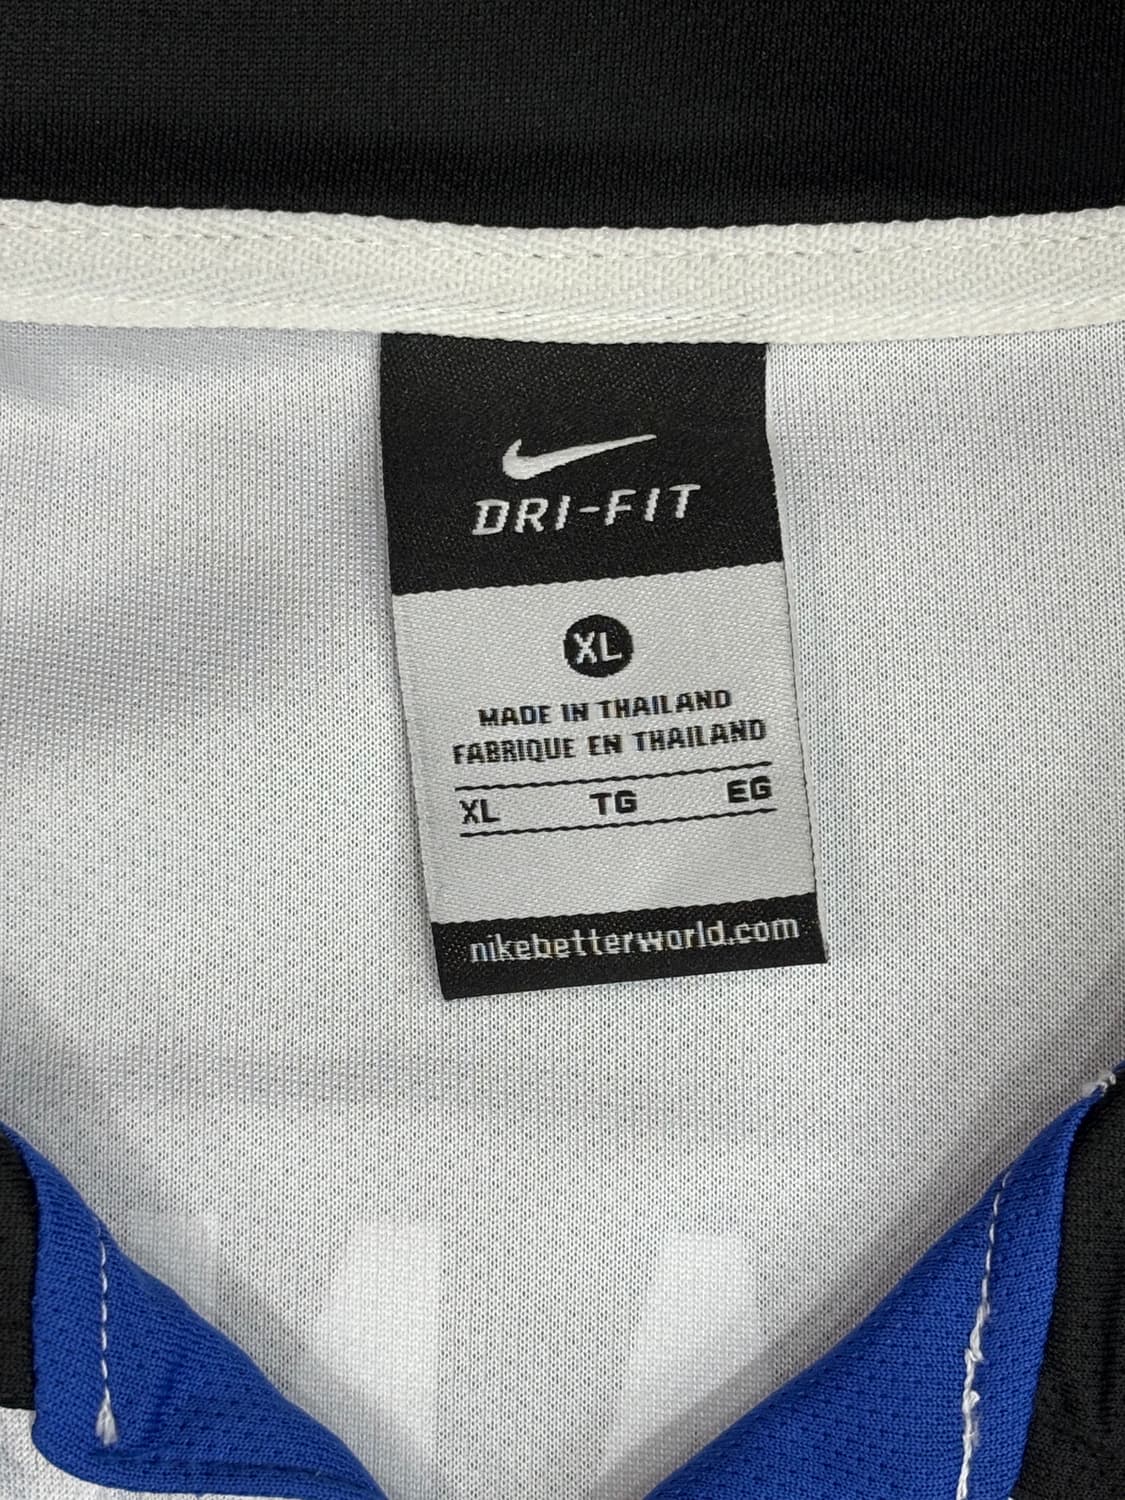 DRI-FIT
XL
MADE IN THAILAND
FABRIQUE EN THAILAND
XL TG EG
nikebetterworld.com